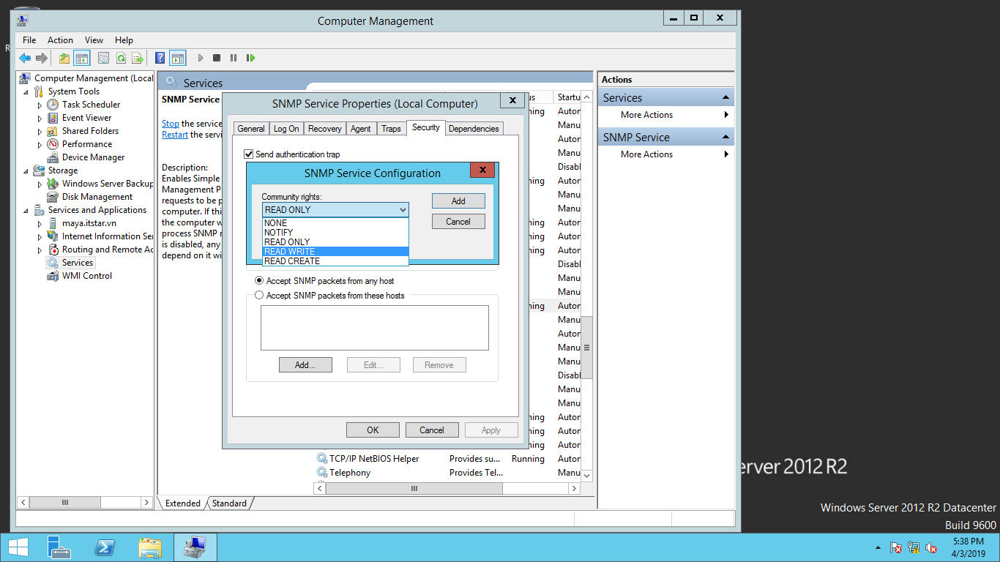 R
Computer Management
File Action View Help
Computer Management (Local
System Tools
Task Scheduler
Event Viewer
Shared Folders
Performance
Device Manager
Storage
Windows Server Backup
Disk Management
Services and Applications
maya.itstar.vn
Internet Information Ser
Routing and Remote Ac
Services
WMI Control
Services
SNMP Service
Stop the service
Restart the servi
Description:
Enables Simple
Management P
requests to be p
computer. If this
the computer w
process SNMP r
is disabled, any
depend on it wi
us Startu
ning Autor
Manu
Autor
Manu
Disabl
ning Autor
Manu
Manu
ning Autor
ning Autor
ning Autor
Disabl
Manu
Manu
ning Autor
Manu
Autor
Manu
Manu
Disabl
Manu
Manu
ning Autor
ning Autor
ning Autor
TCP/IP NetBIOS Helper Provides su... Running Autor
Telephony Provides Tel... Manu
Extended Standard
SNMP Service Properties (Local Computer)
General Log On Recovery Agent Traps Security Dependencies
Send authentication trap
SNMP Service Configuration
Community rights:
READ ONLY
NONE
NOTIFY
READ ONLY
READ WRITE
READ CREATE
Add
Cancel
Accept SNMP packets from any host
Accept SNMP packets from these hosts
Add... Edit... Remove
OK Cancel Apply
Actions
Services
More Actions
SNMP Service
More Actions
erver 2012 R2
Windows Server 2012 R2 Datacenter
Build 9600
5:38 PM
4/3/2019